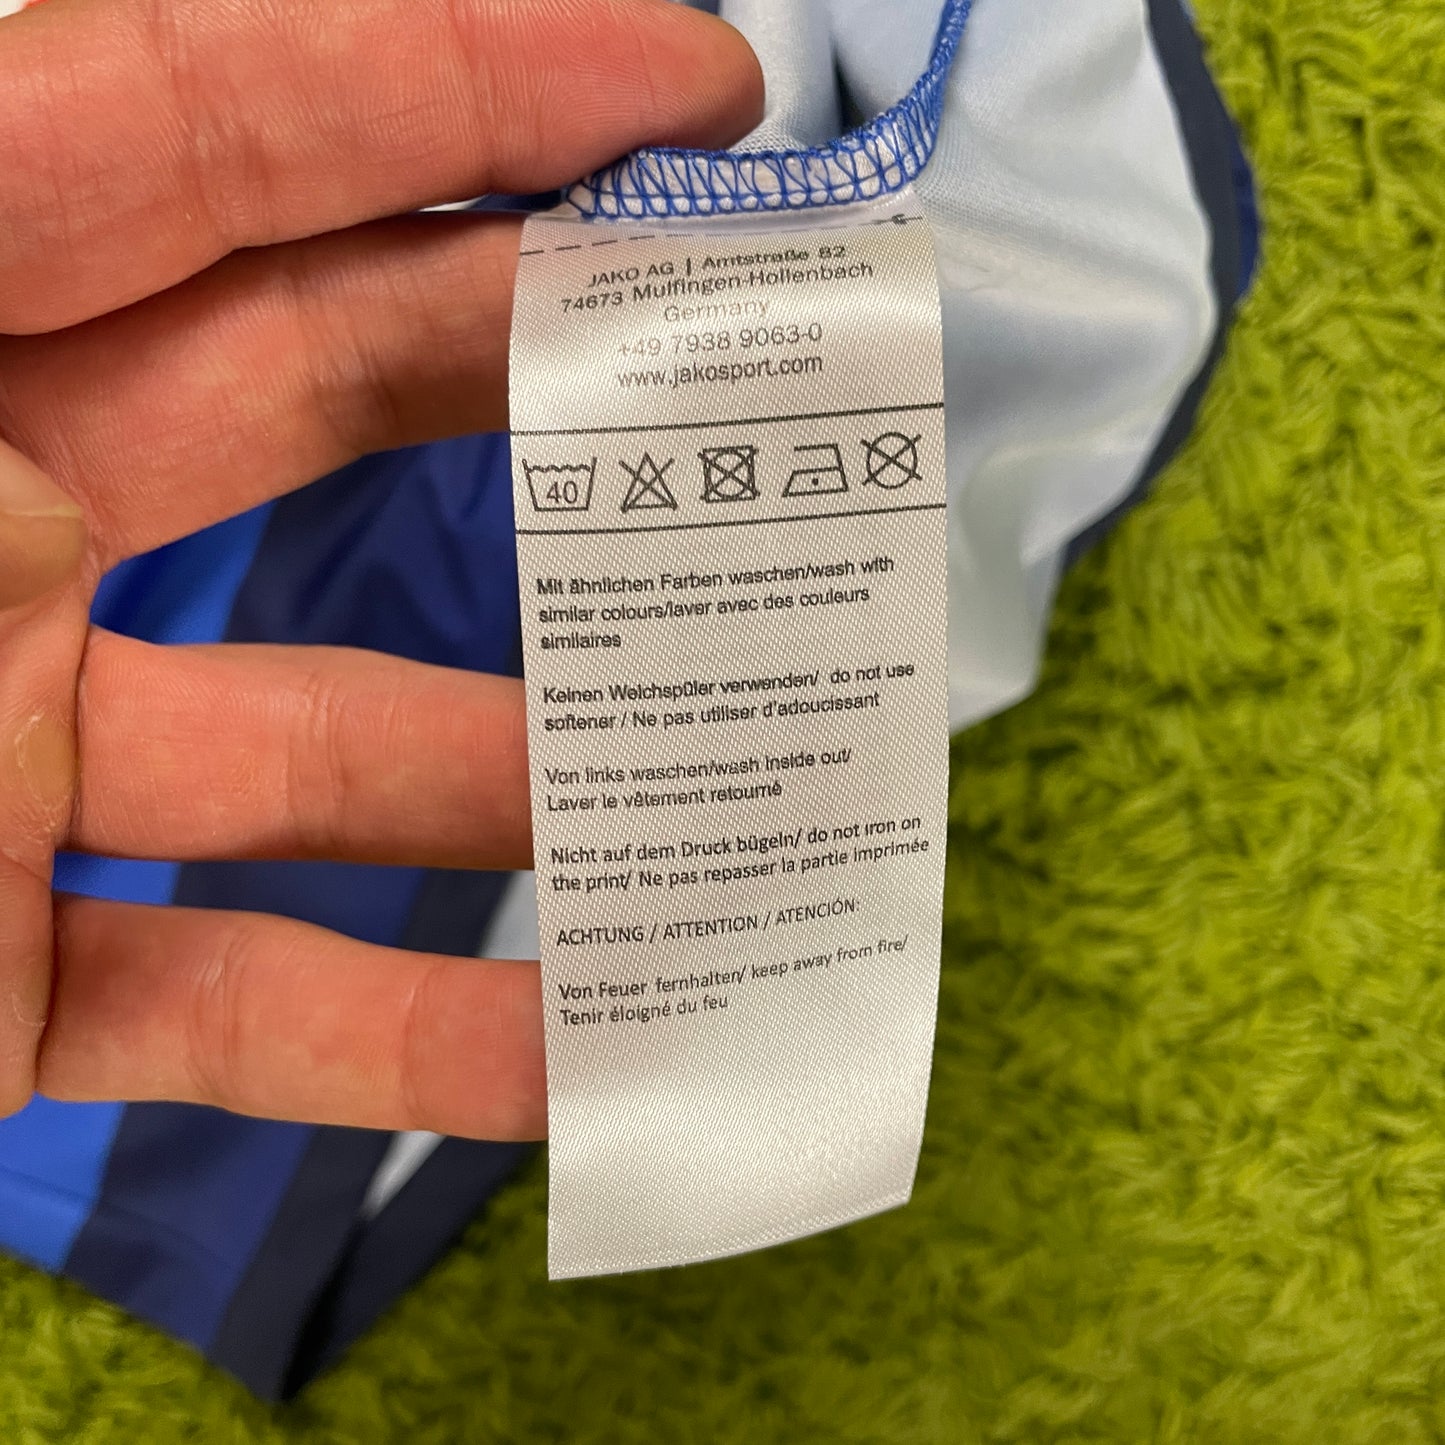 JAKO AG | Amtstraße 82
74673 Mulfingen-Hollenbach
Germany
+49 7938 9063-0
www.jakosport.com
40
Mit ähnlichen Farben waschen/wash with
similar colours/laver avec des couleurs
similaires
Keinen Weichspüler verwenden/ do not use
softener / Ne pas utiliser d'adoucissant
Von links waschen/wash inside out/
Laver le vêtement retourné
Nicht auf dem Druck bügeln/ do not iron on
the print/ Ne pas repasser la partie imprimée
ACHTUNG / ATTENTION / ATENCIÓN:
Von Feuer fernhalten/ keep away from fire/
Tenir éloigné du feu